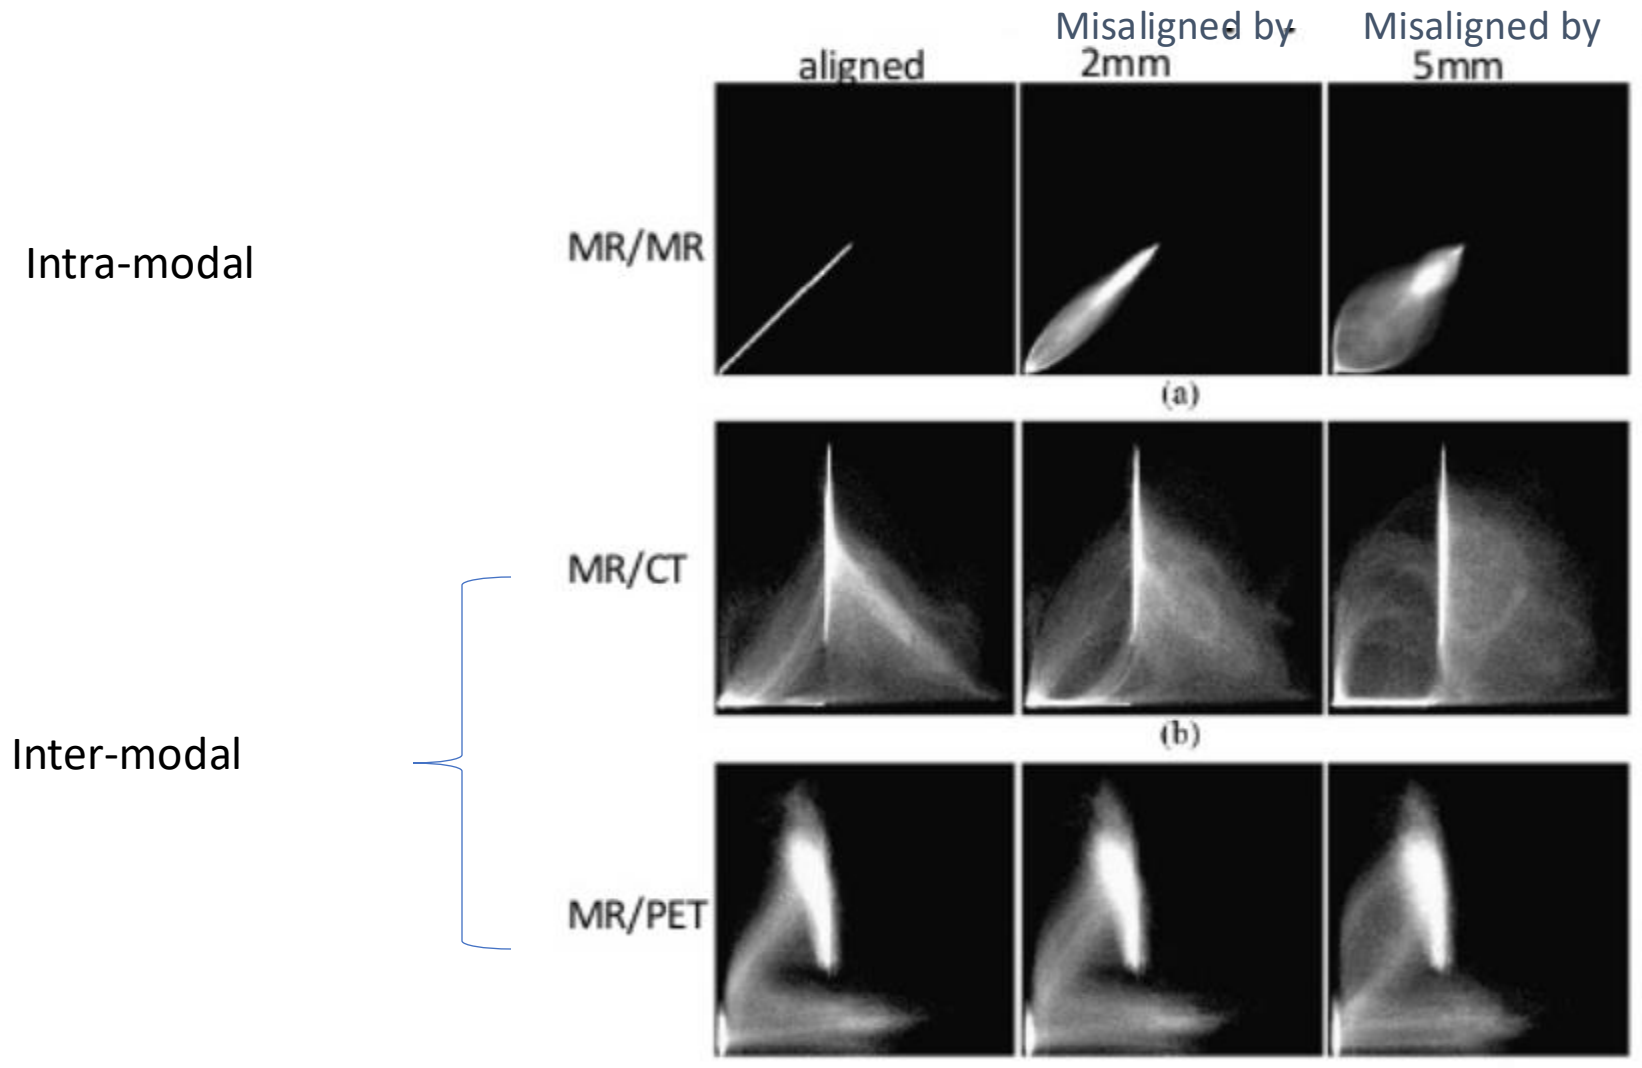 Misaligned by
Misaligned by
aligned
2mm
5mm
Intra-modal
MR/MR
(a)
MR/CT
(b)
Inter-modal
MR/PET